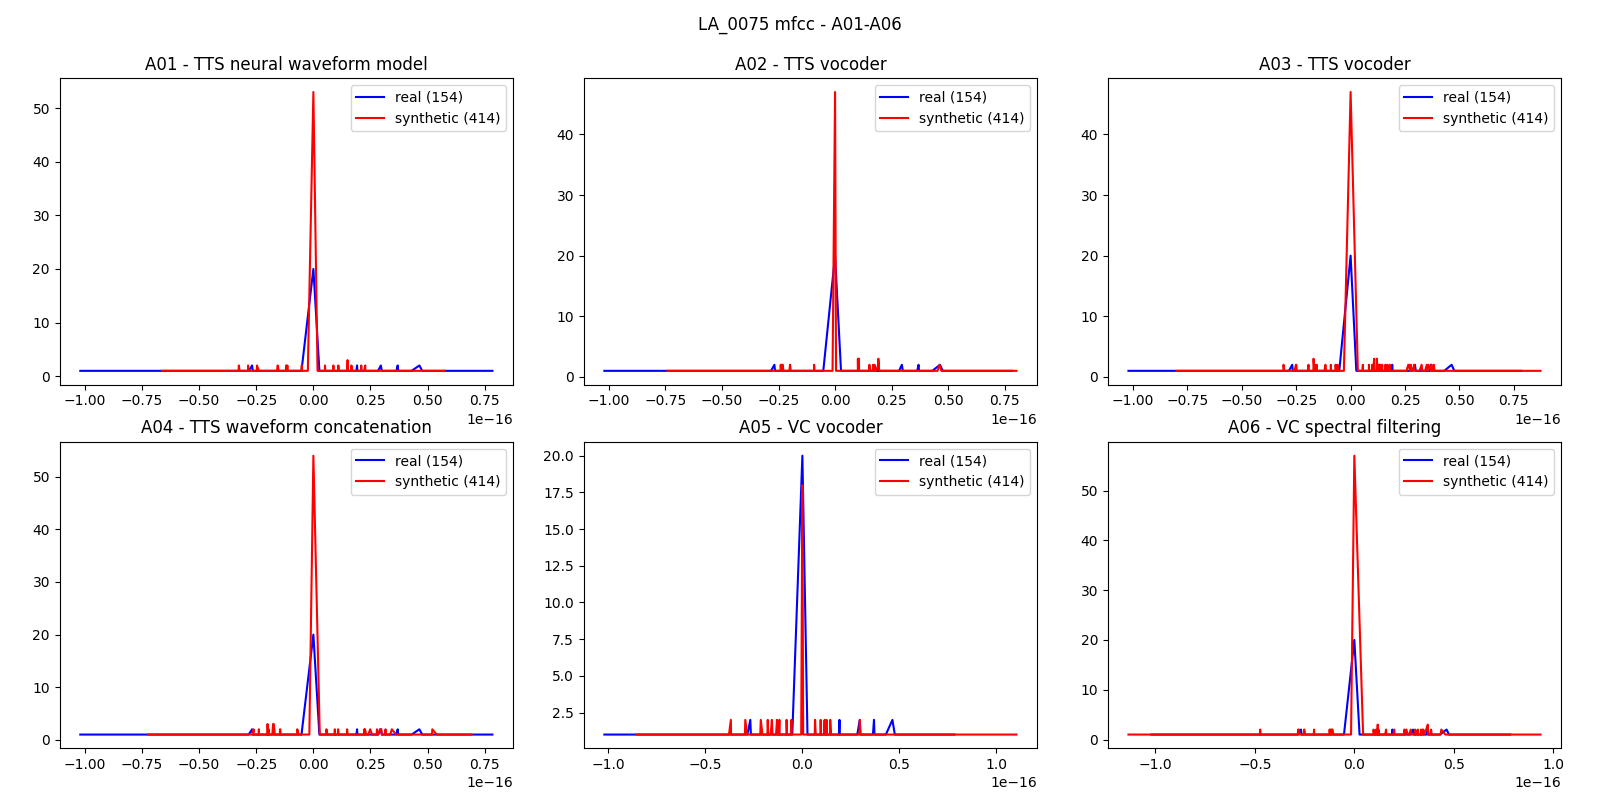 LA_0075 mfcc - A01-A06
A01 - TTS neural waveform model
real (154)
synthetic (414)
50
40
30
20
10
0
−1.00 −0.75 −0.50 −0.25 0.00 0.25 0.50 0.75
1e−16
A02 - TTS vocoder
real (154)
synthetic (414)
40
30
20
10
0
−1.00 −0.75 −0.50 −0.25 0.00 0.25 0.50 0.75
1e−16
A03 - TTS vocoder
real (154)
synthetic (414)
40
30
20
10
0
−1.00 −0.75 −0.50 −0.25 0.00 0.25 0.50 0.75
1e−16
A04 - TTS waveform concatenation
real (154)
synthetic (414)
50
40
30
20
10
0
−1.00 −0.75 −0.50 −0.25 0.00 0.25 0.50 0.75
1e−16
A05 - VC vocoder
real (154)
synthetic (414)
20.0
17.5
15.0
12.5
10.0
7.5
5.0
2.5
−1.0 −0.5 0.0 0.5 1.0
1e−16
A06 - VC spectral filtering
real (154)
synthetic (414)
50
40
30
20
10
0
−1.0 −0.5 0.0 0.5 1.0
1e−16